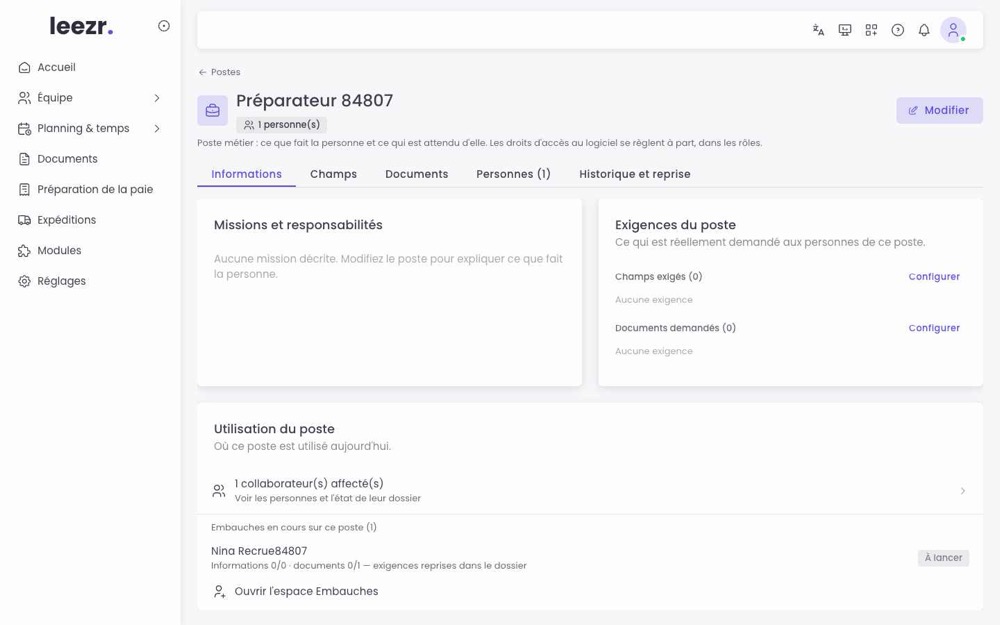 leezr.
Accueil
Équipe
Planning & temps
Documents
Préparation de la paie
Expéditions
Modules
Réglages
← Postes
Préparateur 84807
1 personne(s)
Modifier
Poste métier : ce que fait la personne et ce qui est attendu d'elle. Les droits d'accès au logiciel se règlent à part, dans les rôles.
Informations
Champs
Documents
Personnes (1)
Historique et reprise
Missions et responsabilités
Aucune mission décrite. Modifiez le poste pour expliquer ce que fait
la personne.
Exigences du poste
Ce qui est réellement demandé aux personnes de ce poste.
Champs exigés (0)
Configurer
Aucune exigence
Documents demandés (0)
Configurer
Aucune exigence
Utilisation du poste
Où ce poste est utilisé aujourd'hui.
1 collaborateur(s) affecté(s)
Voir les personnes et l'état de leur dossier
Embauches en cours sur ce poste (1)
Nina Recrue84807
Informations 0/0 · documents 0/1 — exigences reprises dans le dossier
À lancer
Ouvrir l'espace Embauches